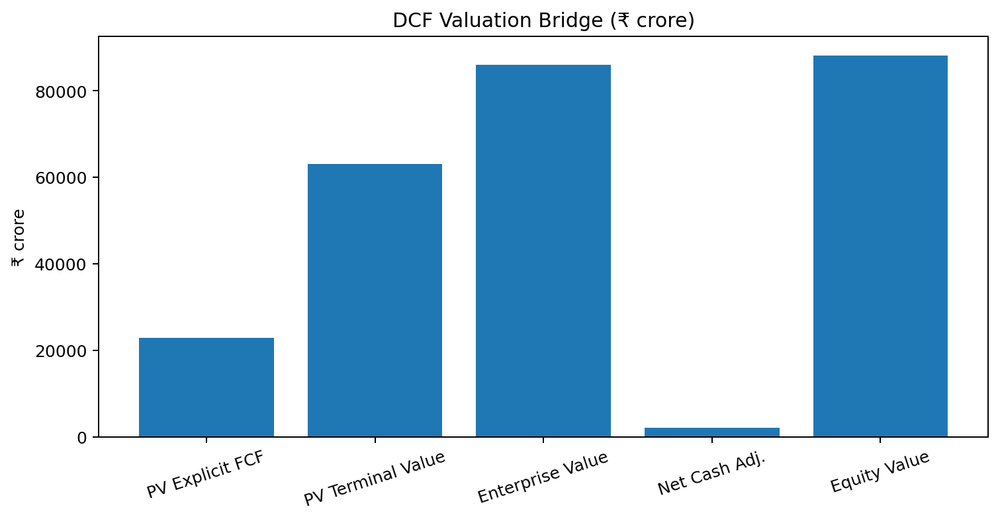 DCF Valuation Bridge (₹ crore)
₹ crore
80000
60000
40000
20000
0
PV Explicit FCF
PV Terminal Value
Enterprise Value
Net Cash Adj.
Equity Value